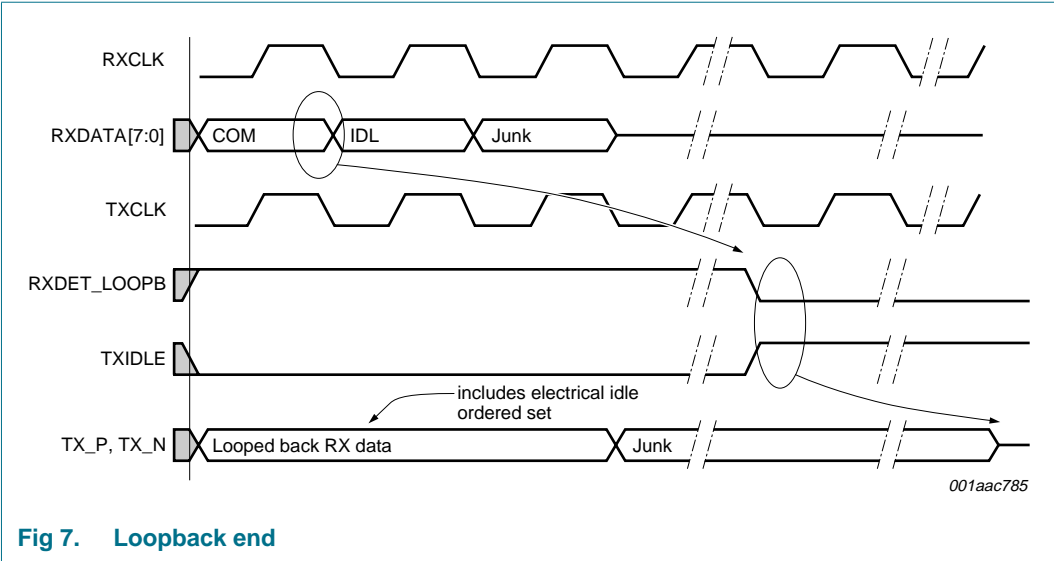 RXCLK
RXDATA[7:0]
COM
IDL
Junk
TXCLK
RXDET_LOOPB
TXIDLE
includes electrical idle
ordered set
TX_P, TX_N
Looped back RX data
Junk
001aac785
Fig 7. Loopback end